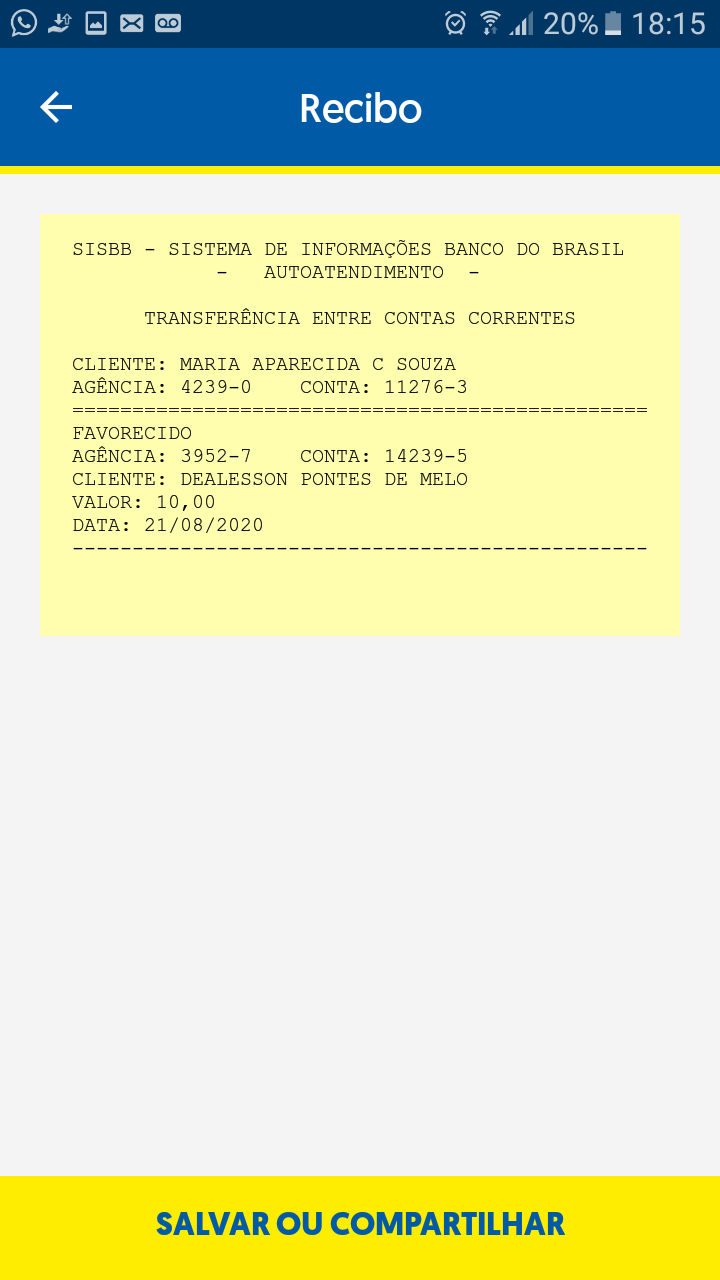 20% 18:15
Recibo
SISBB - SISTEMA DE INFORMAÇÕES BANCO DO BRASIL
- AUTOATENDIMENTO -
TRANSFERÊNCIA ENTRE CONTAS CORRENTES
CLIENTE: MARIA APARECIDA C SOUZA
AGÊNCIA: 4239-0 CONTA: 11276-3
================================================
FAVORECIDO
AGÊNCIA: 3952-7 CONTA: 14239-5
CLIENTE: DEALESSON PONTES DE MELO
VALOR: 10,00
DATA: 21/08/2020
------------------------------------------------
SALVAR OU COMPARTILHAR